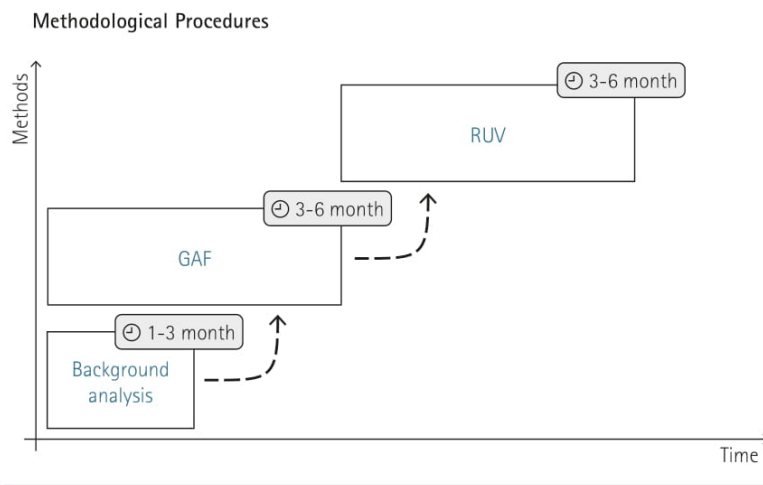 Methodological Procedures
Methods
3-6 month
RUV
3-6 month
GAF
1-3 month
Background
analysis
Time